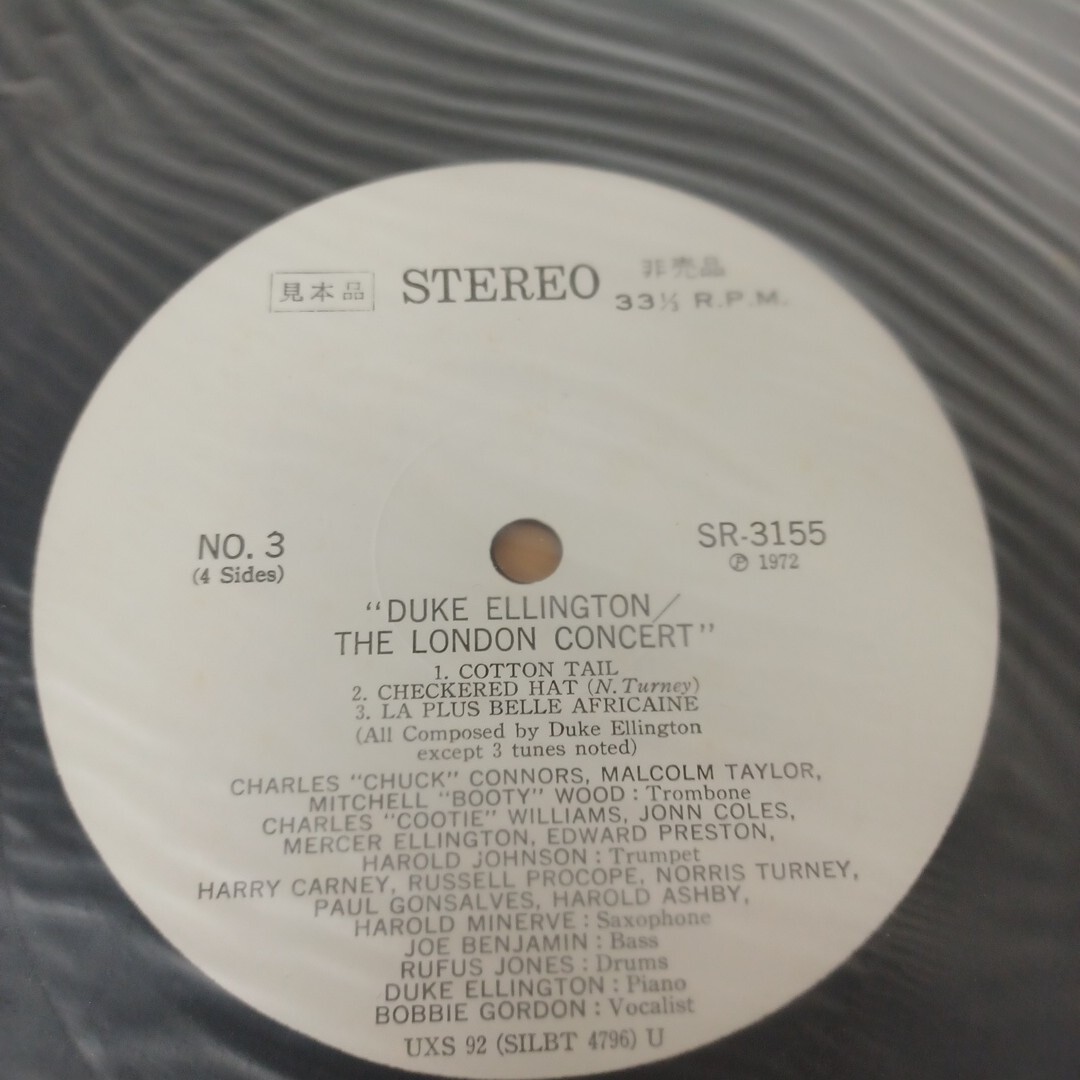 見本品 STEREO 非売品
33⅓ R.P.M.
NO. 3
(4 Sides)
SR-3155
Ⓟ 1972
“DUKE ELLINGTON/
THE LONDON CONCERT”
1. COTTON TAIL
2. CHECKERED HAT (N. Turney)
3. LA PLUS BELLE AFRICAINE
(All Composed by Duke Ellington
except 3 tunes noted)
CHARLES "CHUCK" CONNORS, MALCOLM TAYLOR,
MITCHELL "BOOTY" WOOD : Trombone
CHARLES "COOTIE" WILLIAMS, JONN COLES,
MERCER ELLINGTON, EDWARD PRESTON,
HAROLD JOHNSON : Trumpet
HARRY CARNEY, RUSSELL PROCOPE, NORRIS TURNEY,
PAUL GONSALVES, HAROLD ASHBY,
HAROLD MINERVE : Saxophone
JOE BENJAMIN : Bass
RUFUS JONES : Drums
DUKE ELLINGTON : Piano
BOBBIE GORDON : Vocalist
UXS 92 (SILBT 4796) U